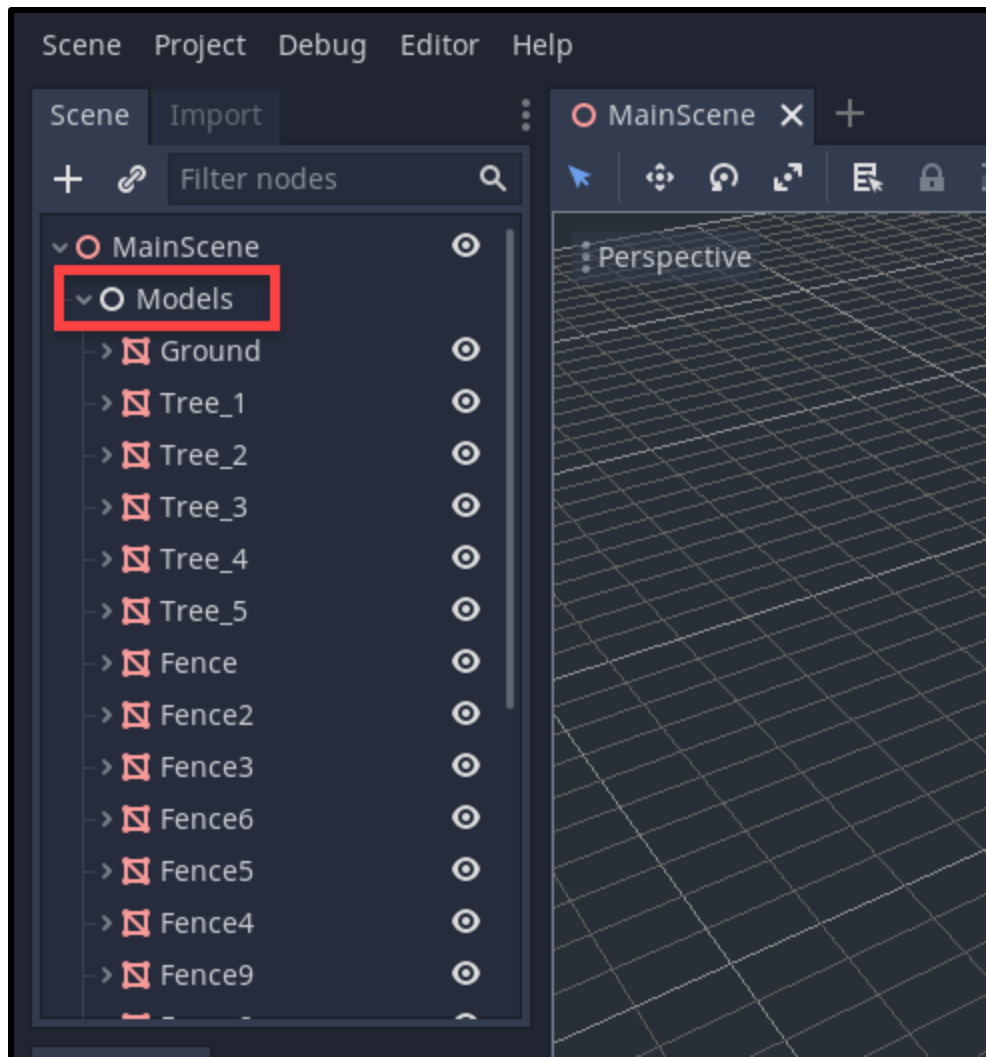 Scene Project Debug Editor Help
Scene Import
MainScene
Filter nodes
Perspective
MainScene
Models
Ground
Tree_1
Tree_2
Tree_3
Tree_4
Tree_5
Fence
Fence2
Fence3
Fence6
Fence5
Fence4
Fence9